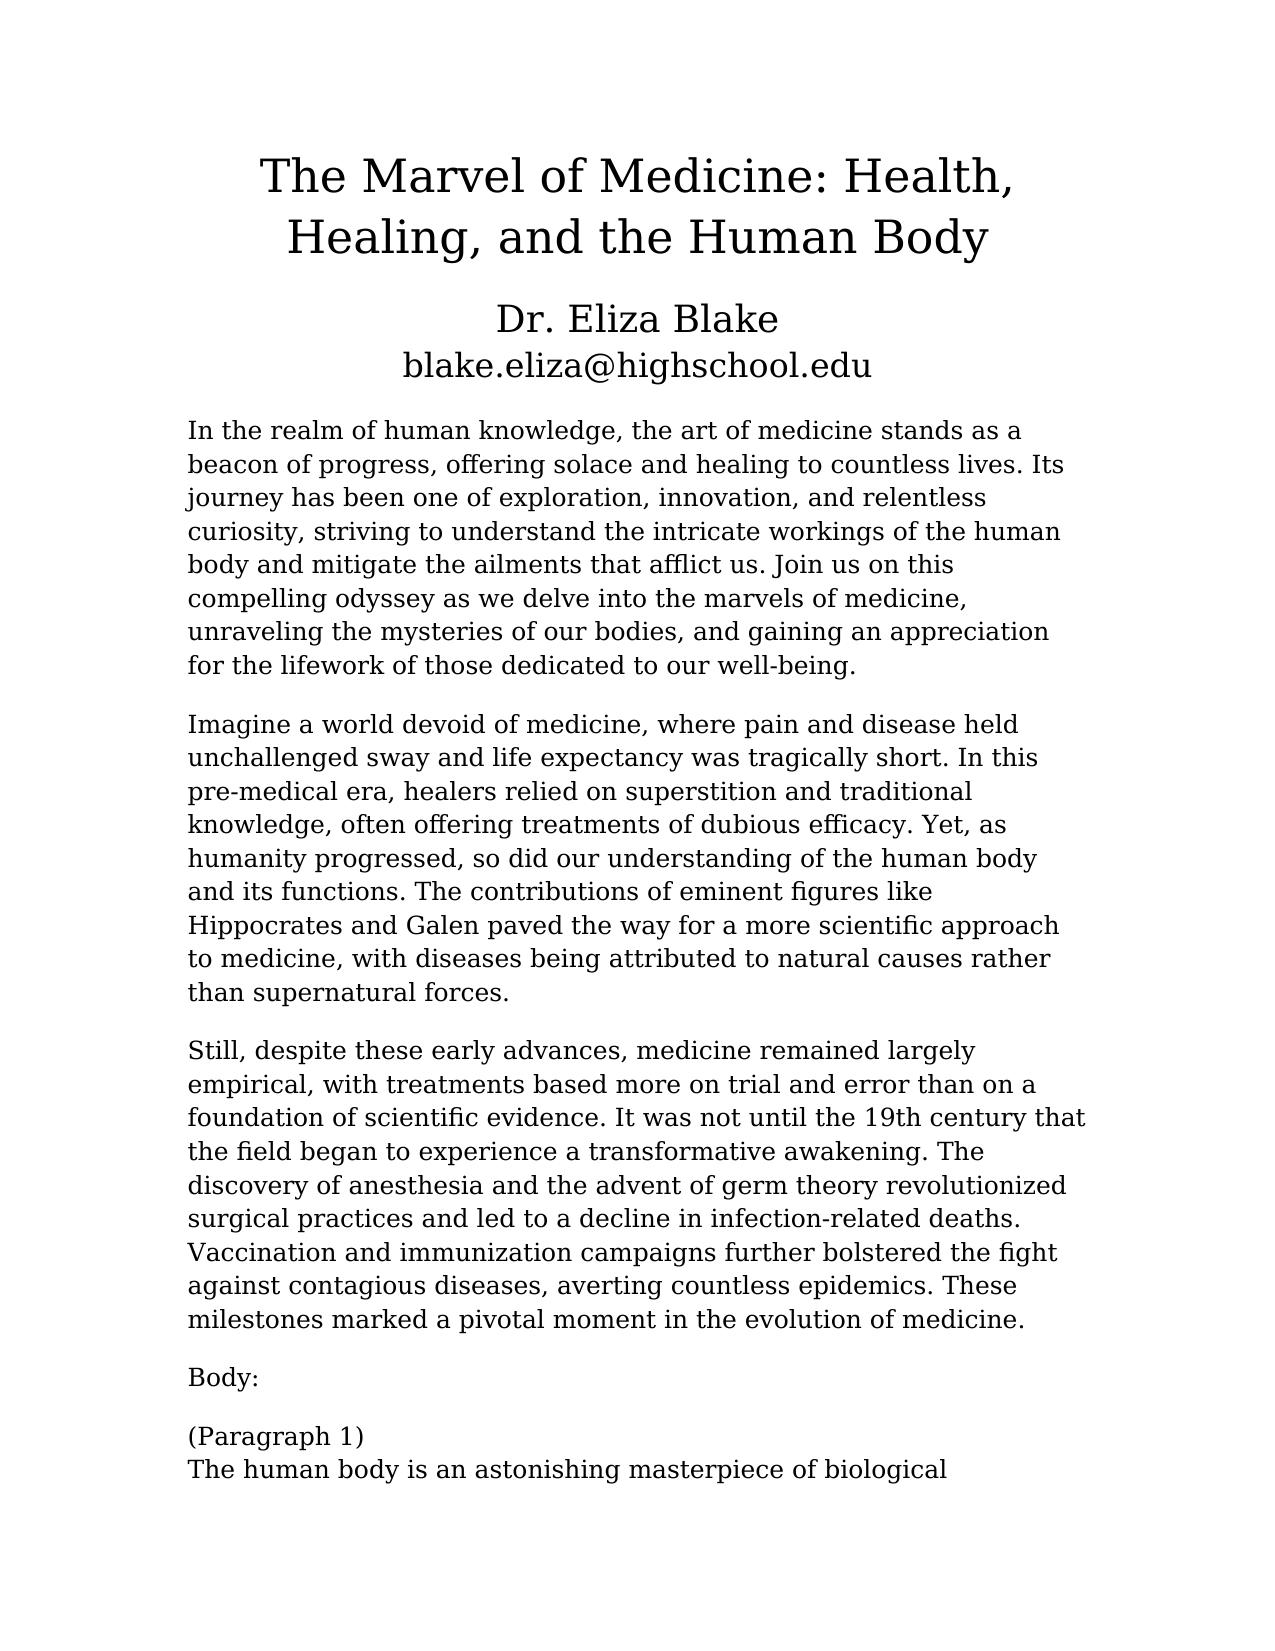 The Marvel of Medicine: Health,
Healing, and the Human Body
Dr. Eliza Blake
blake.eliza@highschool.edu
In the realm of human knowledge, the art of medicine stands as a
beacon of progress, offering solace and healing to countless lives. Its
journey has been one of exploration, innovation, and relentless
curiosity, striving to understand the intricate workings of the human
body and mitigate the ailments that afflict us. Join us on this
compelling odyssey as we delve into the marvels of medicine,
unraveling the mysteries of our bodies, and gaining an appreciation
for the lifework of those dedicated to our well-being.
Imagine a world devoid of medicine, where pain and disease held
unchallenged sway and life expectancy was tragically short. In this
pre-medical era, healers relied on superstition and traditional
knowledge, often offering treatments of dubious efficacy. Yet, as
humanity progressed, so did our understanding of the human body
and its functions. The contributions of eminent figures like
Hippocrates and Galen paved the way for a more scientific approach
to medicine, with diseases being attributed to natural causes rather
than supernatural forces.
Still, despite these early advances, medicine remained largely
empirical, with treatments based more on trial and error than on a
foundation of scientific evidence. It was not until the 19th century that
the field began to experience a transformative awakening. The
discovery of anesthesia and the advent of germ theory revolutionized
surgical practices and led to a decline in infection-related deaths.
Vaccination and immunization campaigns further bolstered the fight
against contagious diseases, averting countless epidemics. These
milestones marked a pivotal moment in the evolution of medicine.
Body:
(Paragraph 1)
The human body is an astonishing masterpiece of biological